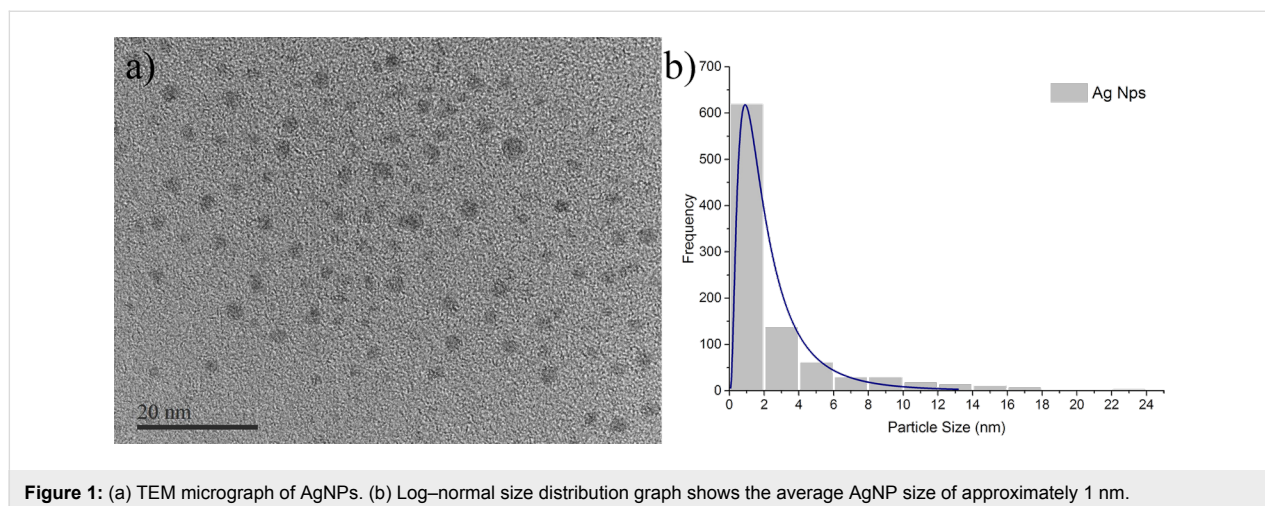 a)
20 nm
b)
700
600
500
400
300
200
100
0
Frequency
0 2 4 6 8 10 12 14 16 18 20 22 24
Particle Size (nm)
Ag Nps
Figure 1: (a) TEM micrograph of AgNPs. (b) Log–normal size distribution graph shows the average AgNP size of approximately 1 nm.